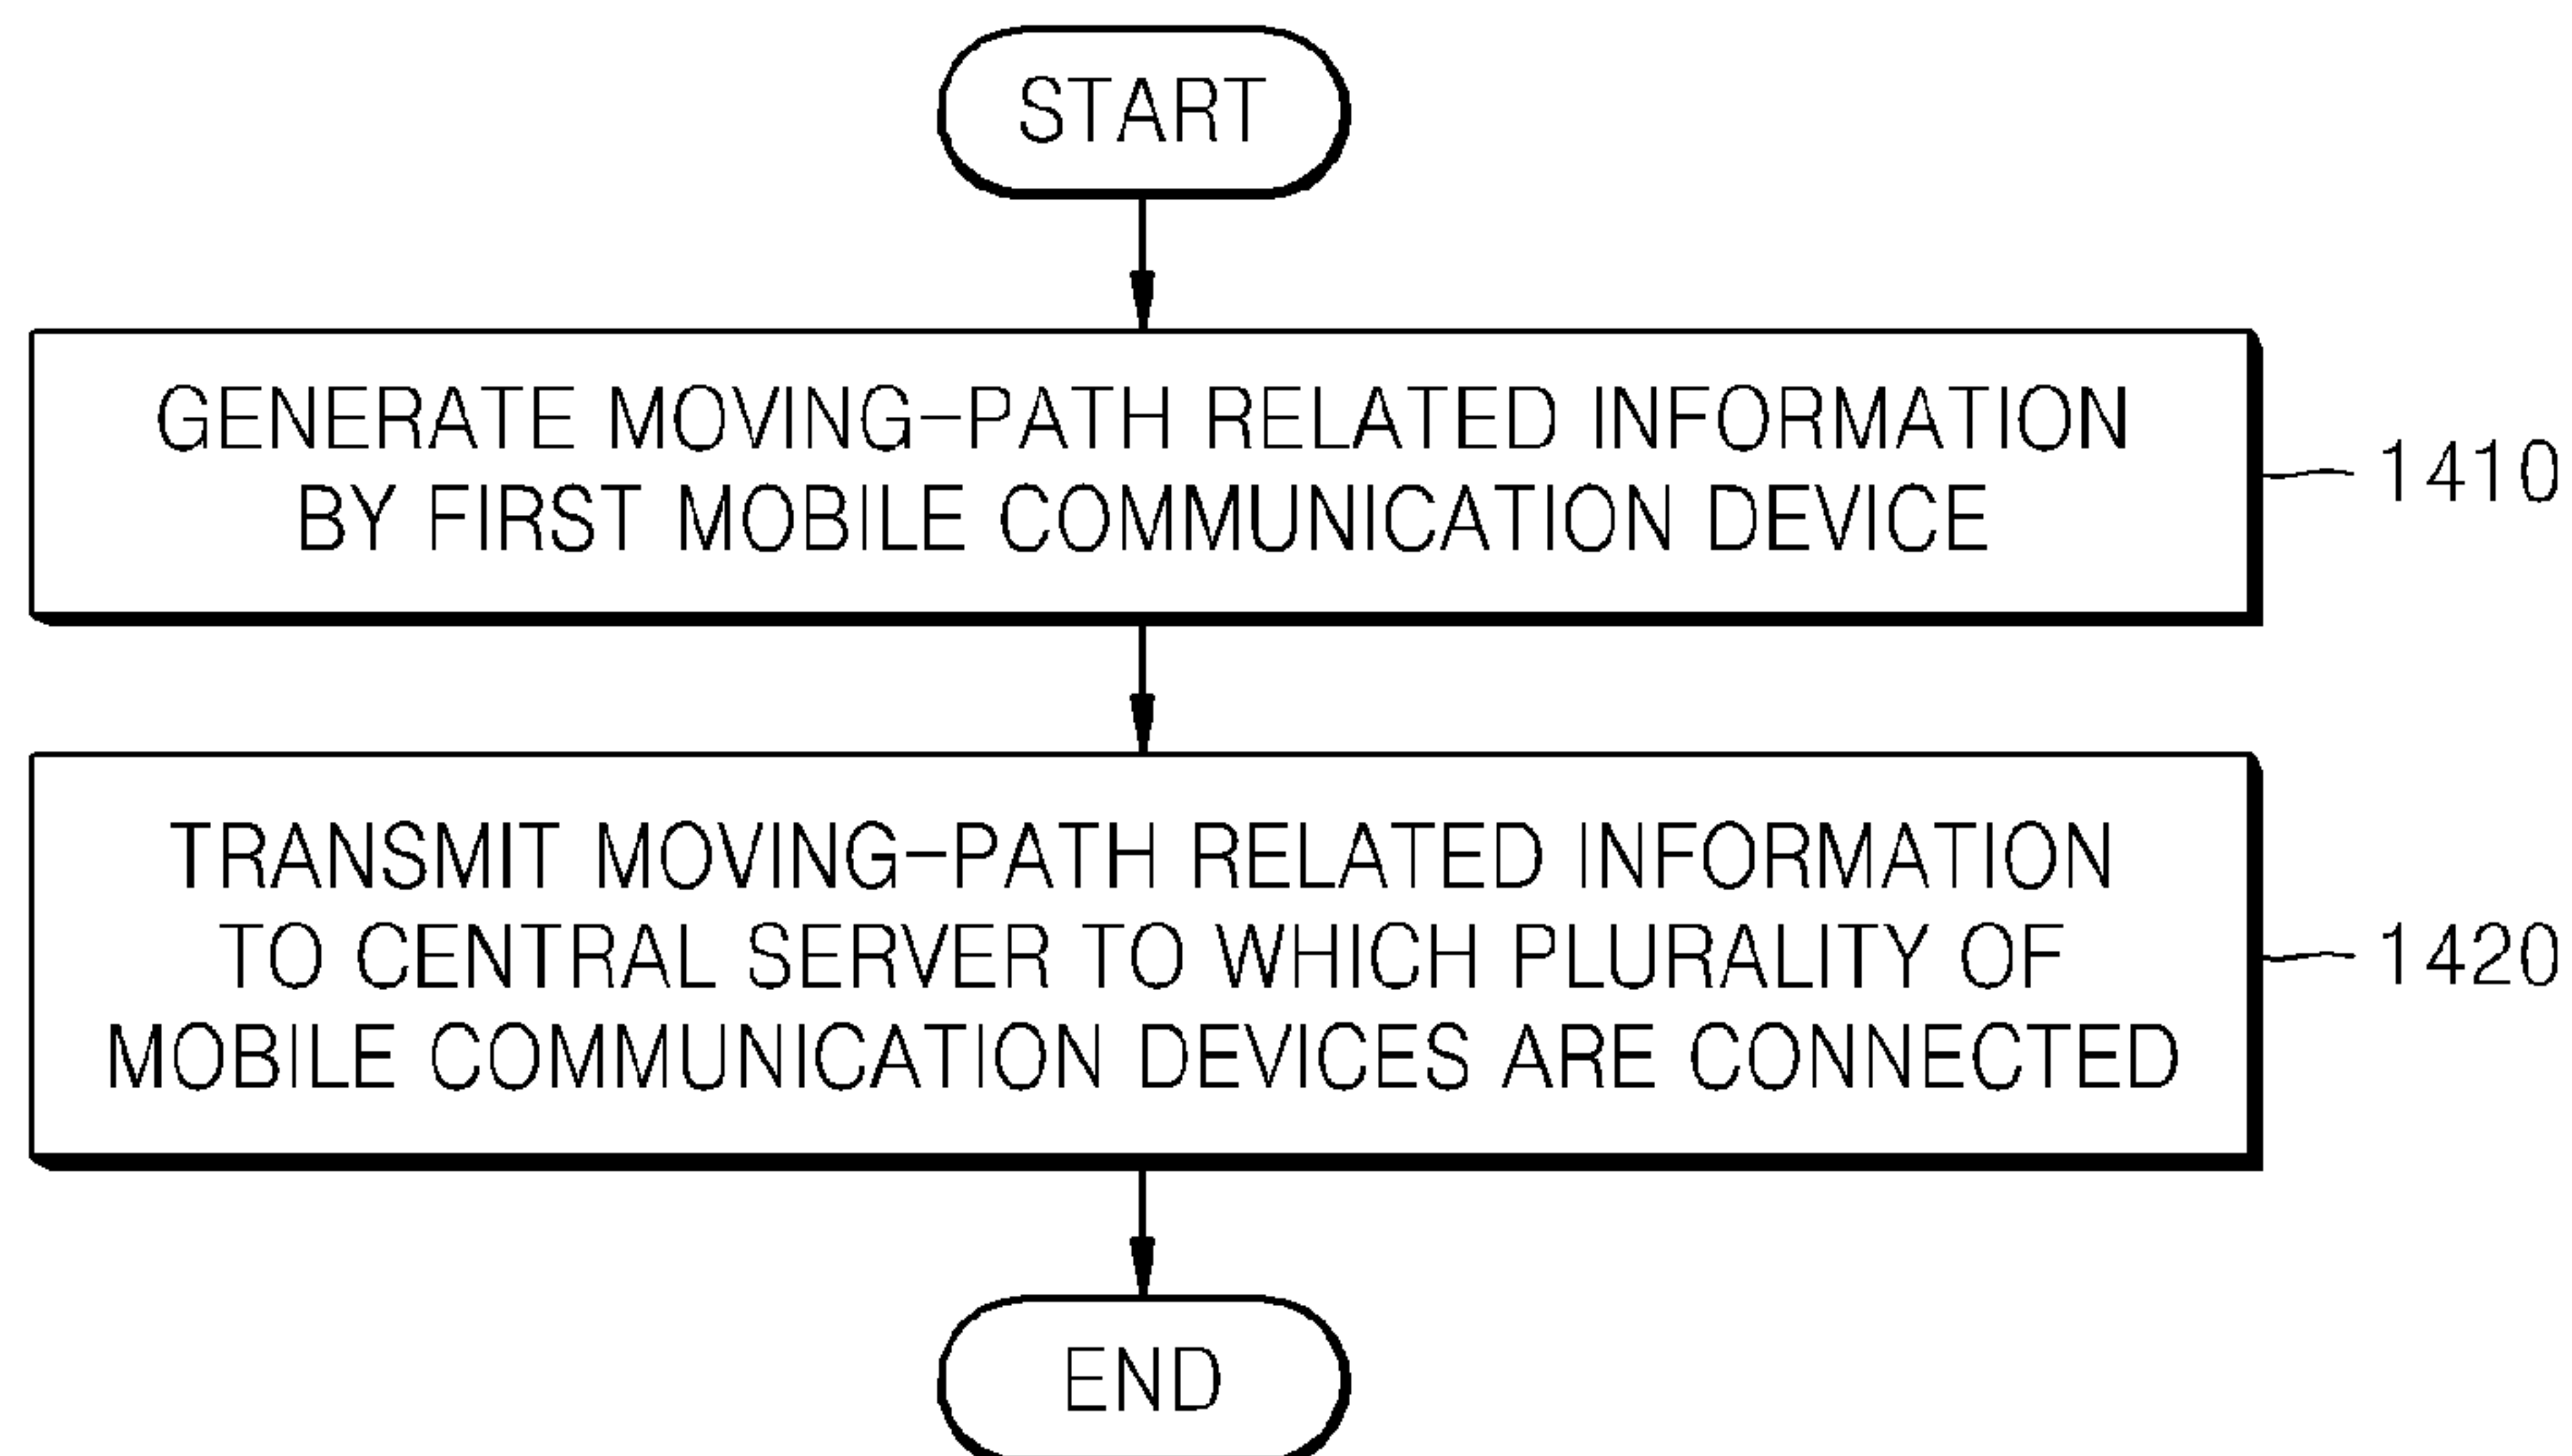 START
GENERATE MOVING-PATH RELATED INFORMATION
BY FIRST MOBILE COMMUNICATION DEVICE
1410
TRANSMIT MOVING-PATH RELATED INFORMATION
TO CENTRAL SERVER TO WHICH PLURALITY OF
MOBILE COMMUNICATION DEVICES ARE CONNECTED
1420
END